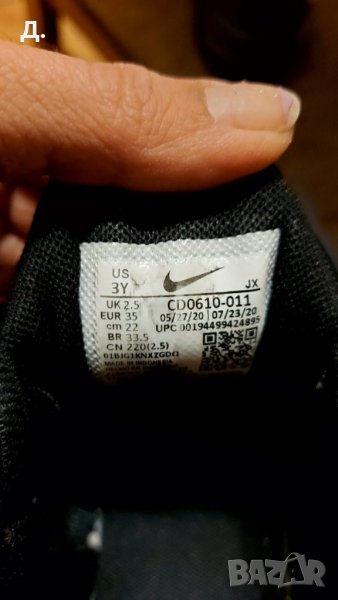 Д.
US
3Y
JX
UK 2.5
EUR 35
cm 22
BR 33.5
CN 220(2.5)
CD0610-011
05/27/20 07/23/20
UPC 00194499424895
MADE IN INDONESIA
BAZAR